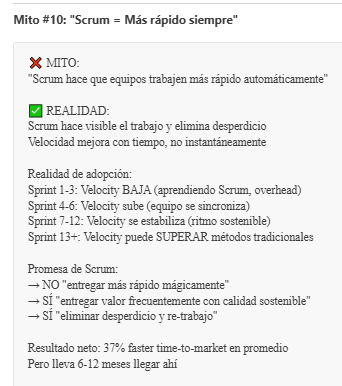 Mito #10: "Scrum = Más rápido siempre"
❌ MITO:
"Scrum hace que equipos trabajen más rápido automáticamente"
✅ REALIDAD:
Scrum hace visible el trabajo y elimina desperdicio
Velocidad mejora con tiempo, no instantáneamente
Realidad de adopción:
Sprint 1-3: Velocity BAJA (aprendiendo Scrum, overhead)
Sprint 4-6: Velocity sube (equipo se sincroniza)
Sprint 7-12: Velocity se estabiliza (ritmo sostenible)
Sprint 13+: Velocity puede SUPERAR métodos tradicionales
Promesa de Scrum:
→ NO "entregar más rápido mágicamente"
→ SÍ "entregar valor frecuentemente con calidad sostenible"
→ SÍ "eliminar desperdicio y re-trabajo"
Resultado neto: 37% faster time-to-market en promedio
Pero lleva 6-12 meses llegar ahí